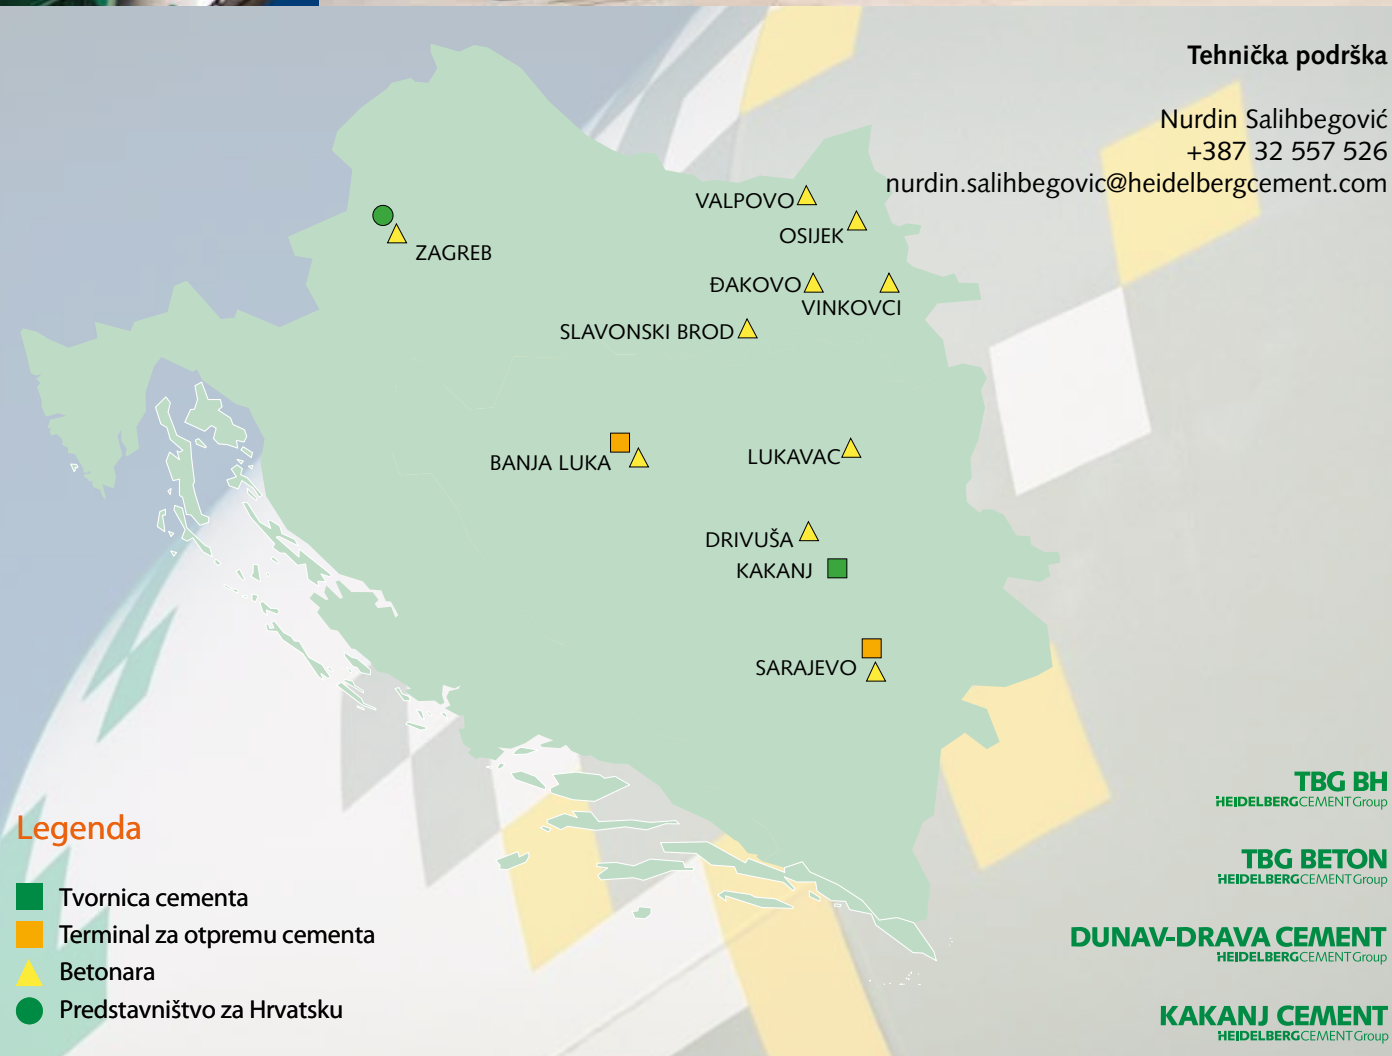 Tehnička podrška
Nurdin Salihbegović
+387 32 557 526
nurdin.salihbegovic@heidelbergcement.com
VALPOVO
OSIJEK
ZAGREB
ĐAKOVO
VINKOVCI
SLAVONSKI BROD
BANJA LUKA
LUKAVAC
DRIVUŠA
KAKANJ
SARAJEVO
Legenda
Tvornica cementa
Terminal za otpremu cementa
Betonara
Predstavništvo za Hrvatsku
TBG BH
HEIDELBERGCEMENT Group
TBG BETON
HEIDELBERGCEMENT Group
DUNAV-DRAVA CEMENT
HEIDELBERGCEMENT Group
KAKANJ CEMENT
HEIDELBERGCEMENT Group